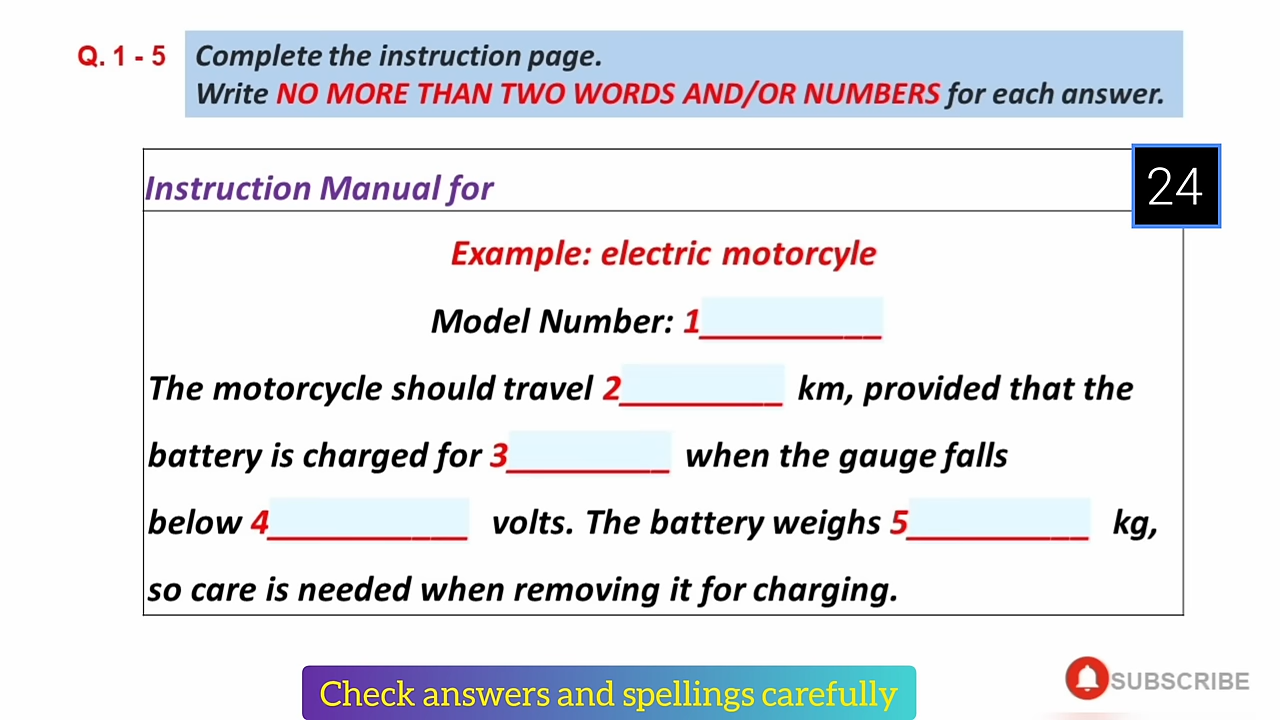 Q. 1 - 5
Complete the instruction page.
Write NO MORE THAN TWO WORDS AND/OR NUMBERS for each answer.
Instruction Manual for
24
Example: electric motorcyle
Model Number: 1__________
The motorcycle should travel 2_________ km, provided that the
battery is charged for 3_________ when the gauge falls
below 4___________ volts. The battery weighs 5__________ kg,
so care is needed when removing it for charging.
Check answers and spellings carefully
SUBSCRIBE